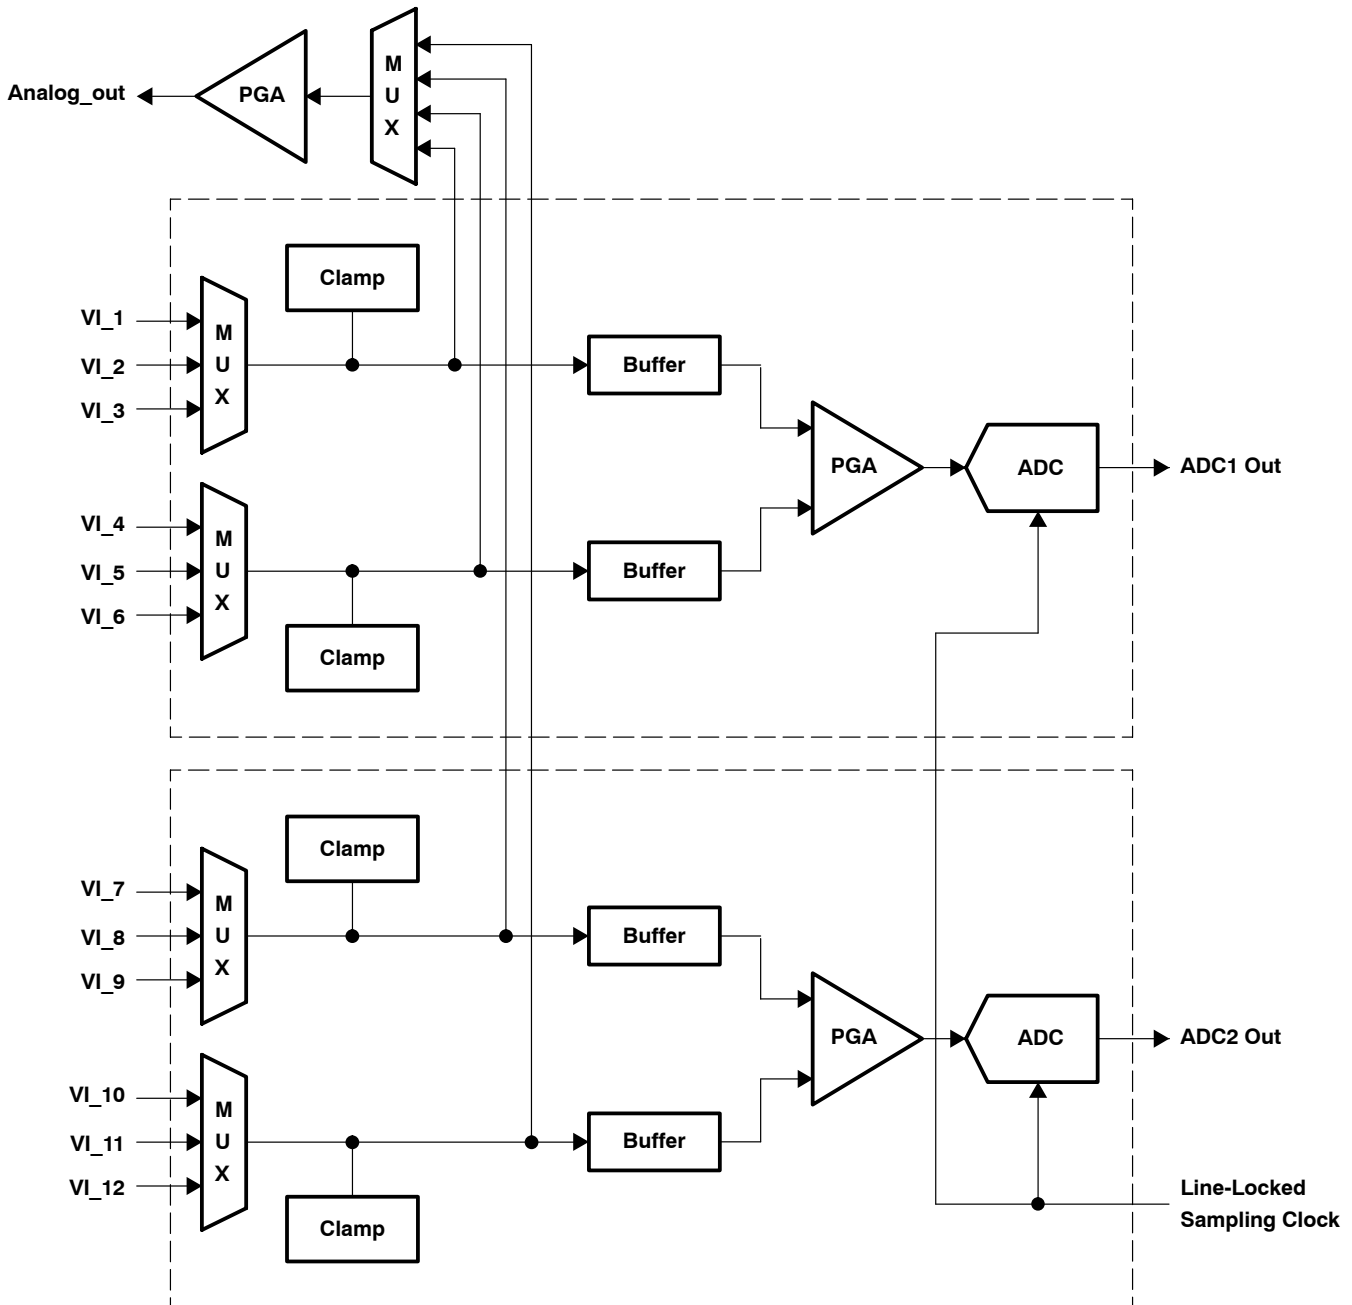 Analog_out
PGA
M
U
X
Clamp
VI_1
VI_2
VI_3
M
U
X
Buffer
PGA
ADC
ADC1 Out
VI_4
VI_5
VI_6
M
U
X
Buffer
Clamp
Clamp
VI_7
VI_8
VI_9
M
U
X
Buffer
PGA
ADC
ADC2 Out
VI_10
VI_11
VI_12
M
U
X
Buffer
Clamp
Line-Locked
Sampling Clock